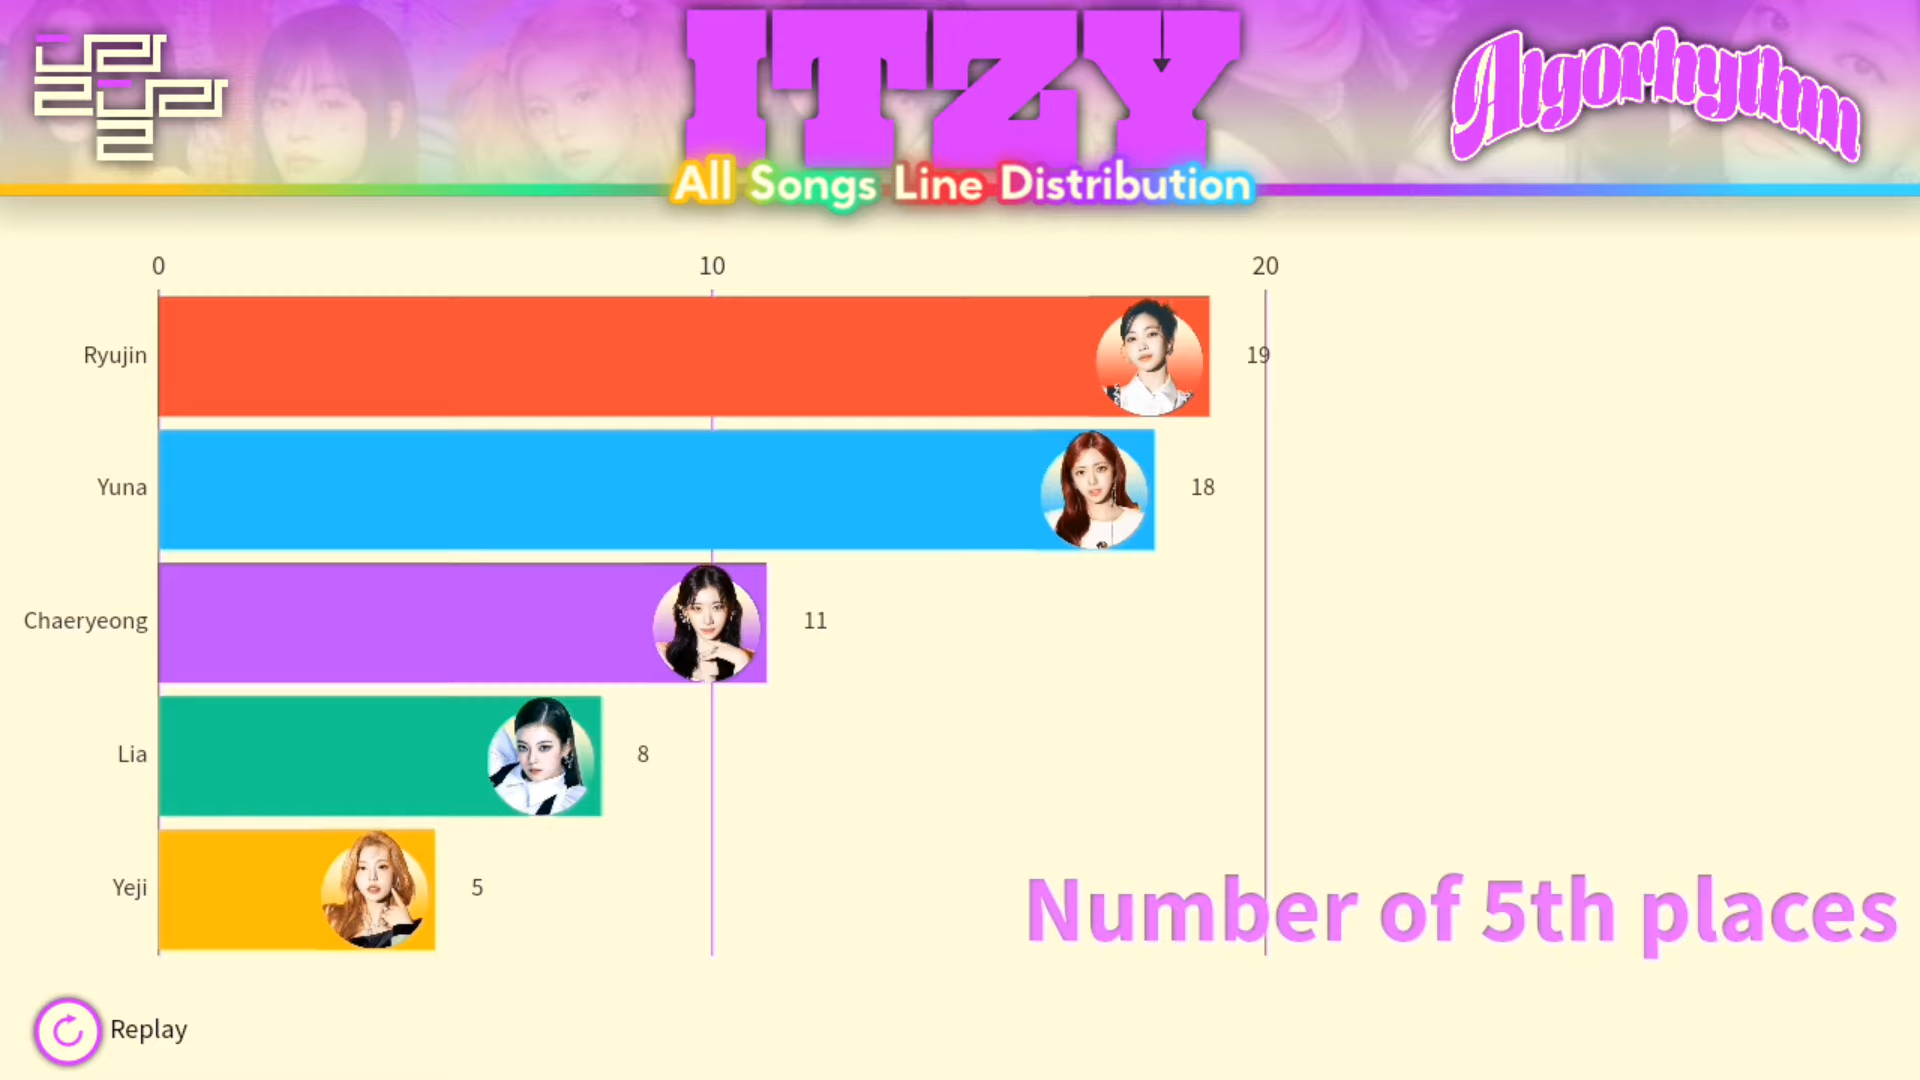 ITZY
Algorhythm
All Songs Line Distribution
0 10 20
Ryujin 19
Yuna 18
Chaeryeong 11
Lia 8
Yeji 5
Number of 5th places
Replay